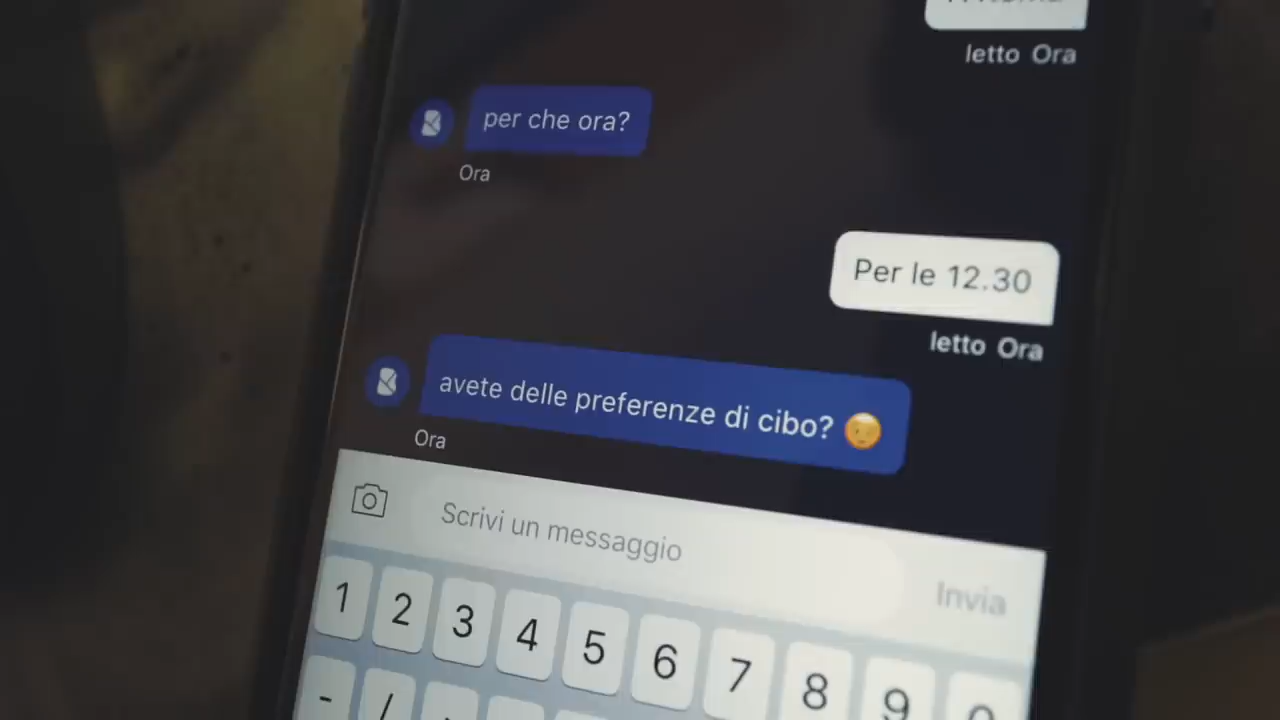 letto Ora
per che ora?
Ora
Per le 12.30
letto Ora
avete delle preferenze di cibo? 😉
Ora
Scrivi un messaggio
Invia
1 2 3 4 5 6 7 8 9 0
- /